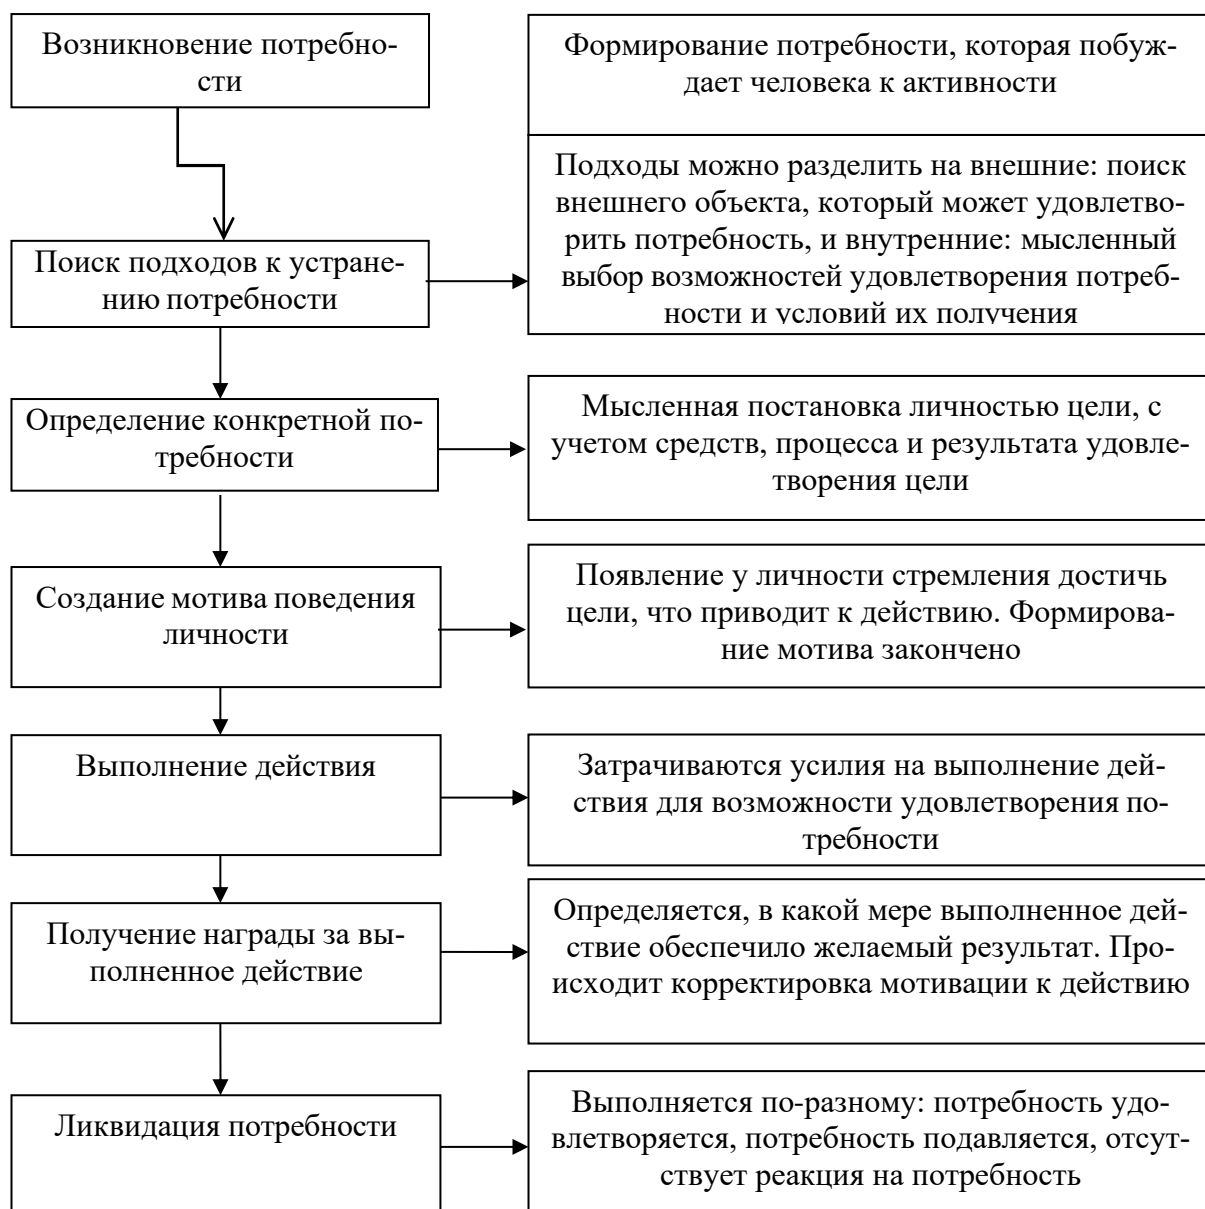 Возникновение потребно-
сти
Формирование потребности, которая побуж-
дает человека к активности
Подходы можно разделить на внешние: поиск
внешнего объекта, который может удовлетво-
рить потребность, и внутренние: мысленный
выбор возможностей удовлетворения потреб-
ности и условий их получения
Поиск подходов к устране-
нию потребности
Определение конкретной по-
требности
Мысленная постановка личностью цели, с
учетом средств, процесса и результата удовле-
творения цели
Создание мотива поведения
личности
Появление у личности стремления достичь
цели, что приводит к действию. Формирова-
ние мотива закончено
Выполнение действия
Затрачиваются усилия на выполнение дей-
ствия для возможности удовлетворения по-
требности
Получение награды за вы-
полненное действие
Определяется, в какой мере выполненное дей-
ствие обеспечило желаемый результат. Про-
исходит корректировка мотивации к действию
Ликвидация потребности
Выполняется по-разному: потребность удо-
влетворяется, потребность подавляется, отсут-
ствует реакция на потребность